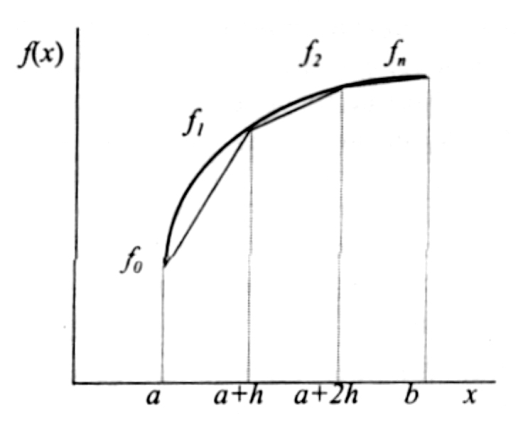 f(x)
f₂
fₙ
f₁
f₀
a
a+h
a+2h
b
x